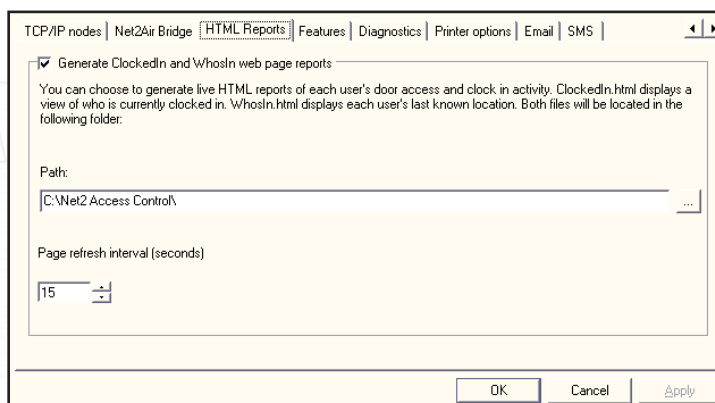 TCP/IP nodes Net2Air Bridge HTML Reports Features Diagnostics Printer options Email SMS
Generate ClockedIn and WhosIn web page reports
You can choose to generate live HTML reports of each user's door access and clock in activity. ClockedIn.html displays a
view of who is currently clocked in. WhosIn.html displays each user's last known location. Both files will be located in the
following folder:
Path:
C:\Net2 Access Control\
...
Page refresh interval (seconds)
15
OK Cancel Apply